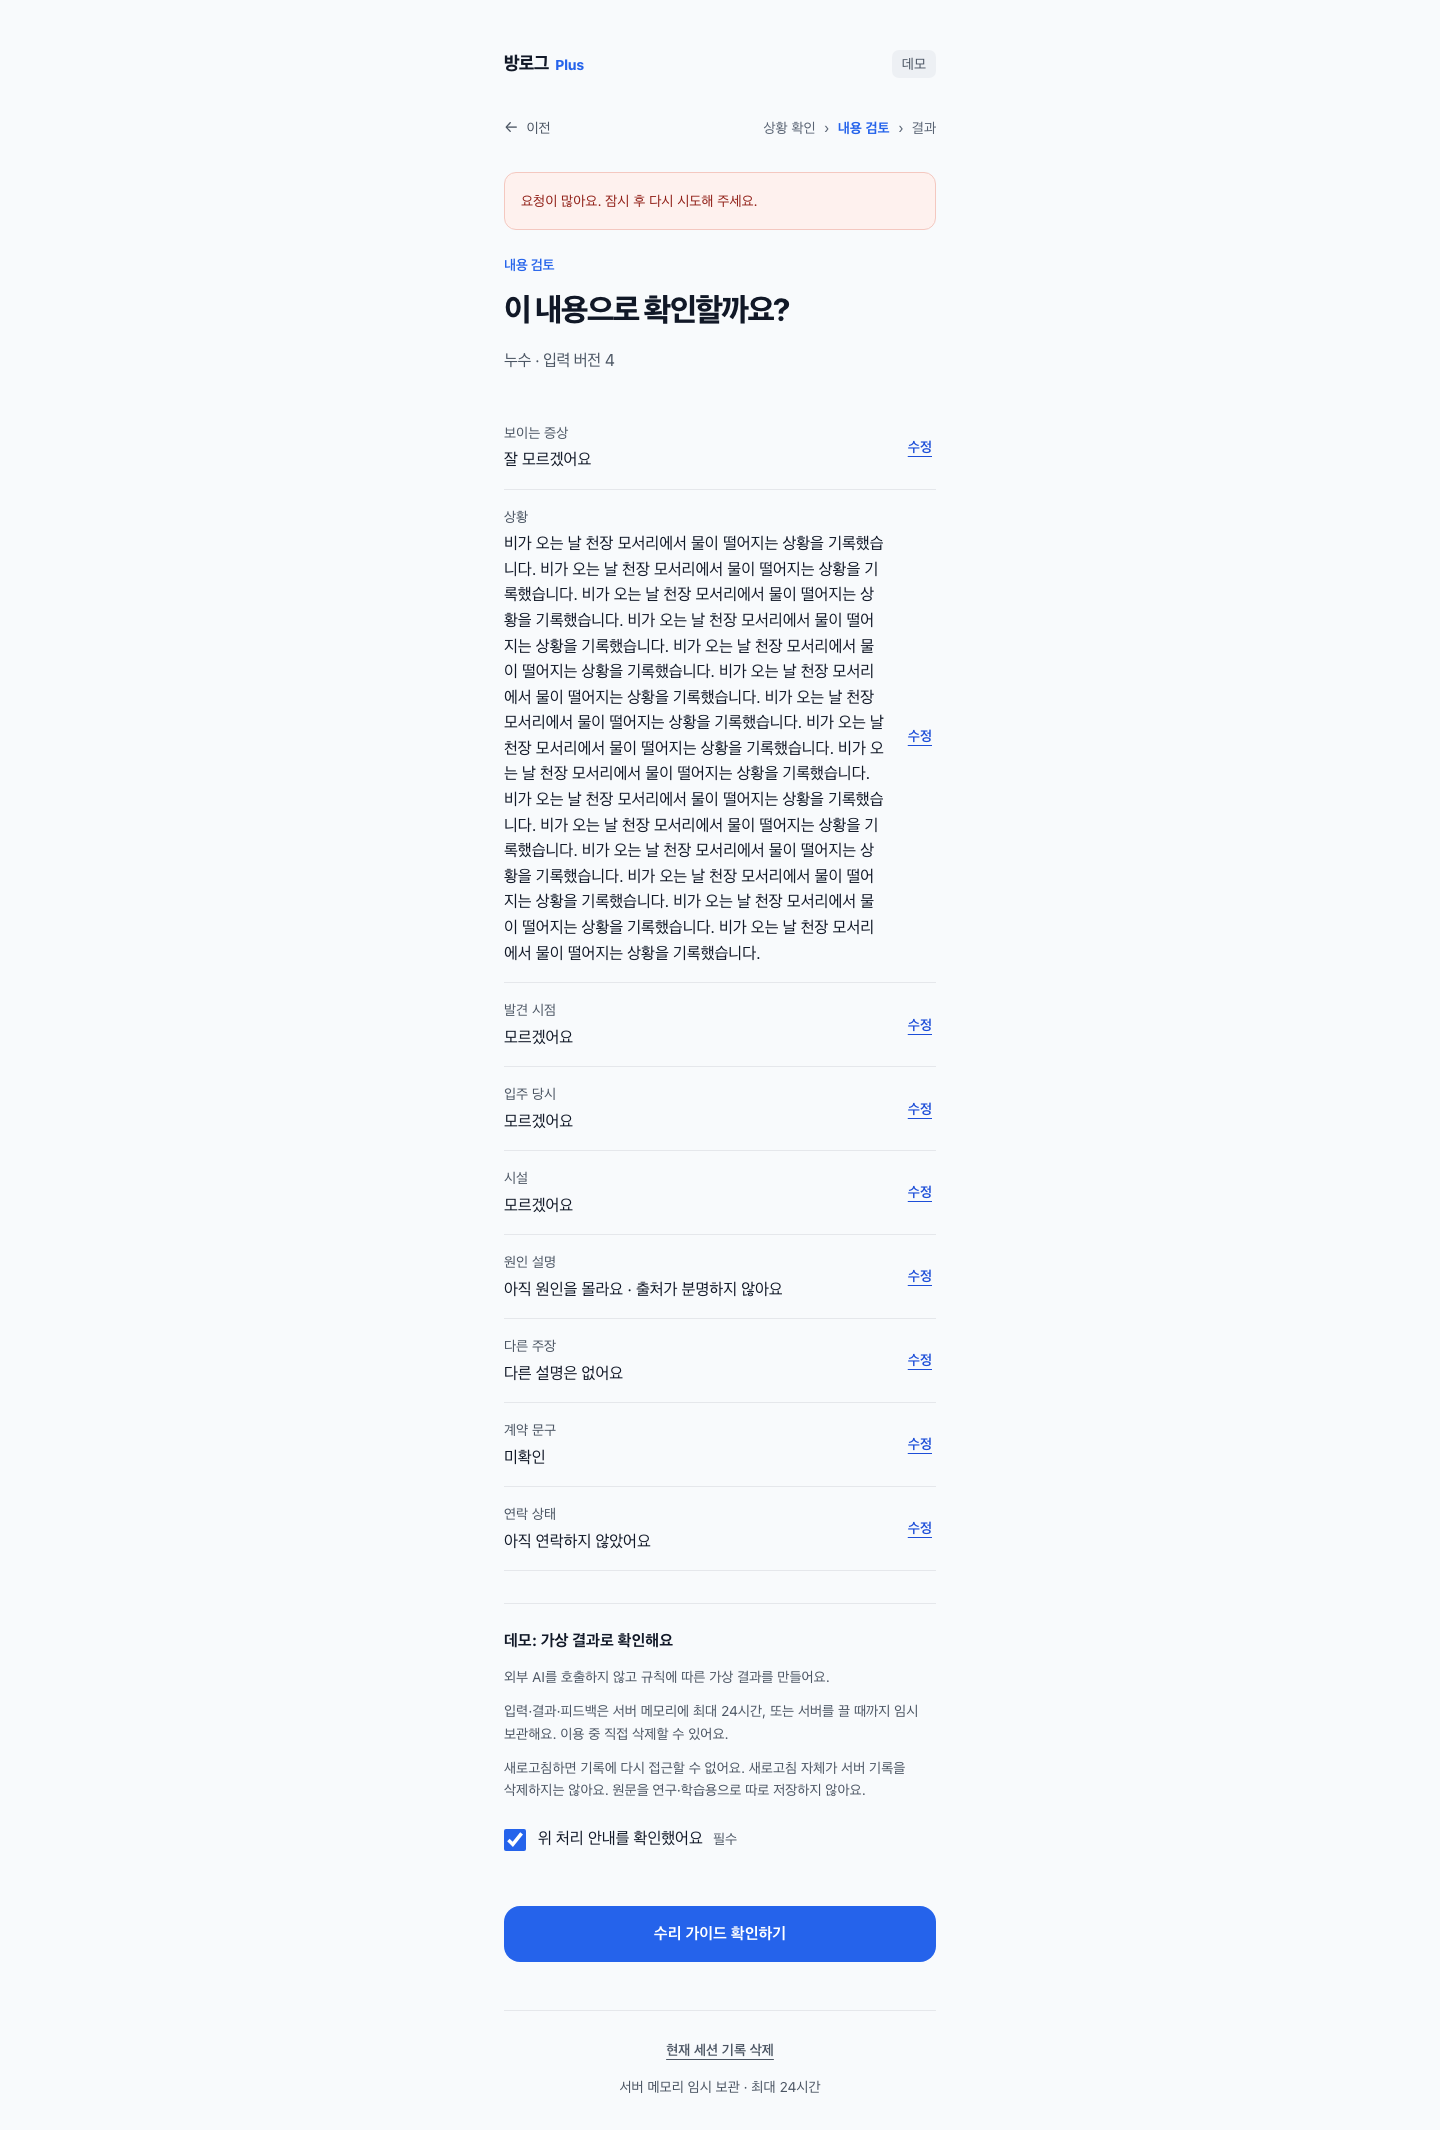 방로그 Plus
데모
← 이전
상황 확인 › 내용 검토 › 결과
요청이 많아요. 잠시 후 다시 시도해 주세요.
내용 검토
이 내용으로 확인할까요?
누수 · 입력 버전 4
보이는 증상
잘 모르겠어요
수정
상황
비가 오는 날 천장 모서리에서 물이 떨어지는 상황을 기록했습
니다. 비가 오는 날 천장 모서리에서 물이 떨어지는 상황을 기
록했습니다. 비가 오는 날 천장 모서리에서 물이 떨어지는 상
황을 기록했습니다. 비가 오는 날 천장 모서리에서 물이 떨어
지는 상황을 기록했습니다. 비가 오는 날 천장 모서리에서 물
이 떨어지는 상황을 기록했습니다. 비가 오는 날 천장 모서리
에서 물이 떨어지는 상황을 기록했습니다. 비가 오는 날 천장
모서리에서 물이 떨어지는 상황을 기록했습니다. 비가 오는 날
천장 모서리에서 물이 떨어지는 상황을 기록했습니다. 비가 오
는 날 천장 모서리에서 물이 떨어지는 상황을 기록했습니다.
비가 오는 날 천장 모서리에서 물이 떨어지는 상황을 기록했습
니다. 비가 오는 날 천장 모서리에서 물이 떨어지는 상황을 기
록했습니다. 비가 오는 날 천장 모서리에서 물이 떨어지는 상
황을 기록했습니다. 비가 오는 날 천장 모서리에서 물이 떨어
지는 상황을 기록했습니다. 비가 오는 날 천장 모서리에서 물
이 떨어지는 상황을 기록했습니다. 비가 오는 날 천장 모서리
에서 물이 떨어지는 상황을 기록했습니다.
수정
발견 시점
모르겠어요
수정
입주 당시
모르겠어요
수정
시설
모르겠어요
수정
원인 설명
아직 원인을 몰라요 · 출처가 분명하지 않아요
수정
다른 주장
다른 설명은 없어요
수정
계약 문구
미확인
수정
연락 상태
아직 연락하지 않았어요
수정
데모: 가상 결과로 확인해요
외부 AI를 호출하지 않고 규칙에 따른 가상 결과를 만들어요.
입력·결과·피드백은 서버 메모리에 최대 24시간, 또는 서버를 끌 때까지 임시
보관해요. 이용 중 직접 삭제할 수 있어요.
새로고침하면 기록에 다시 접근할 수 없어요. 새로고침 자체가 서버 기록을
삭제하지는 않아요. 원문을 연구·학습용으로 따로 저장하지 않아요.
위 처리 안내를 확인했어요 필수
수리 가이드 확인하기
현재 세션 기록 삭제
서버 메모리 임시 보관 · 최대 24시간